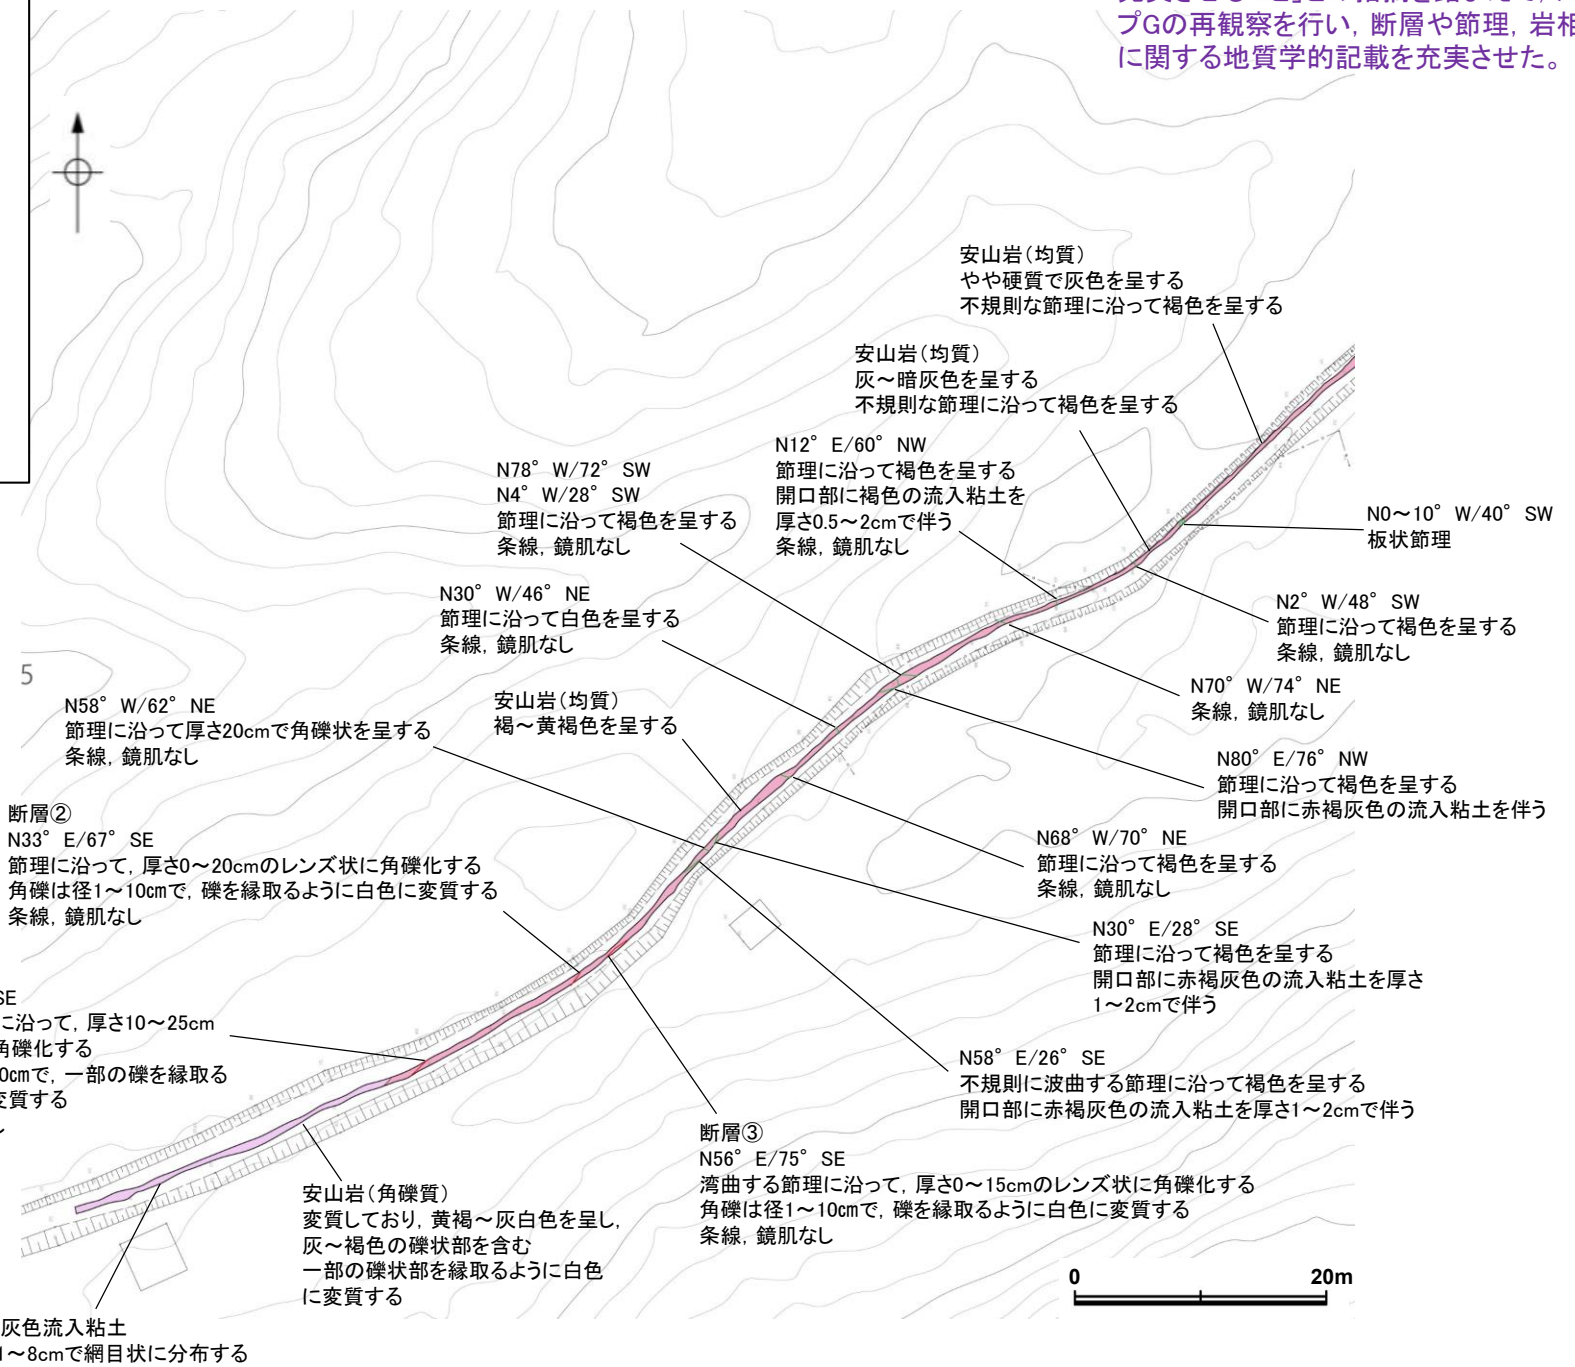 プGの再観察を行い, 断層や節理, 岩相
に関する地質学的記載を充実させた。
安山岩(均質)
やや硬質で灰色を呈する
不規則な節理に沿って褐色を呈する
安山岩(均質)
灰~暗灰色を呈する
不規則な節理に沿って褐色を呈する
N12° E/60° NW
節理に沿って褐色を呈する
開口部に褐色の流入粘土を
厚さ0.5~2cmで伴う
条線, 鏡肌なし
N78° W/72° SW
N4° W/28° SW
節理に沿って褐色を呈する
条線, 鏡肌なし
N0~10° W/40° SW
板状節理
N30° W/46° NE
節理に沿って白色を呈する
条線, 鏡肌なし
N2° W/48° SW
節理に沿って褐色を呈する
条線, 鏡肌なし
5
N58° W/62° NE
節理に沿って厚さ20cmで角礫状を呈する
条線, 鏡肌なし
安山岩(均質)
褐~黄褐色を呈する
N70° W/74° NE
条線, 鏡肌なし
N80° E/76° NW
節理に沿って褐色を呈する
開口部に赤褐灰色の流入粘土を伴う
断層②
N33° E/67° SE
節理に沿って, 厚さ0~20cmのレンズ状に角礫化する
角礫は径1~10cmで, 礫を縁取るように白色に変質する
条線, 鏡肌なし
N68° W/70° NE
節理に沿って褐色を呈する
条線, 鏡肌なし
N30° E/28° SE
節理に沿って褐色を呈する
開口部に赤褐灰色の流入粘土を厚さ
1~2cmで伴う
SE
に沿って, 厚さ10~25cm
角礫化する
0cmで, 一部の礫を縁取る
変質する
N58° E/26° SE
不規則に波曲する節理に沿って褐色を呈する
開口部に赤褐灰色の流入粘土を厚さ1~2cmで伴う
断層③
N56° E/75° SE
湾曲する節理に沿って, 厚さ0~15cmのレンズ状に角礫化する
角礫は径1~10cmで, 礫を縁取るように白色に変質する
条線, 鏡肌なし
安山岩(角礫質)
変質しており, 黄褐~灰白色を呈し,
灰~褐色の礫状部を含む
一部の礫状部を縁取るように白色
に変質する
灰色流入粘土
1~8cmで網目状に分布する
0 20m